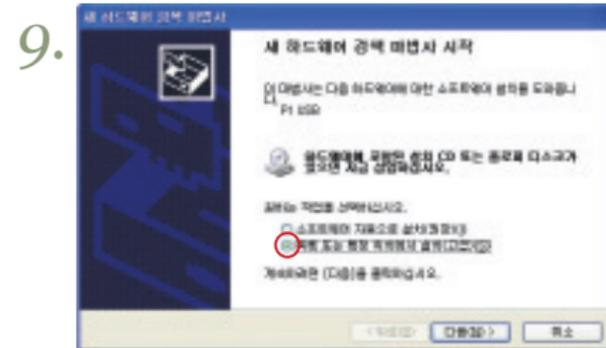 9.
새 하드웨어 검색 마법사
새 하드웨어 검색 마법사 시작
이 마법사는 다음 하드웨어에 대한 소프트웨어 설치를 도와줍니다.
P1 USB
하드웨어에 포함된 설치 CD 또는 플로피 디스크가
있으면 지금 삽입하십시오.
원하는 작업을 선택하십시오.
소프트웨어 자동으로 설치(권장)(I)
목록 또는 특정 위치에서 설치(고급)(S)
계속하려면 [다음]을 클릭하십시오.
< 뒤로(B) 다음(N) > 취소